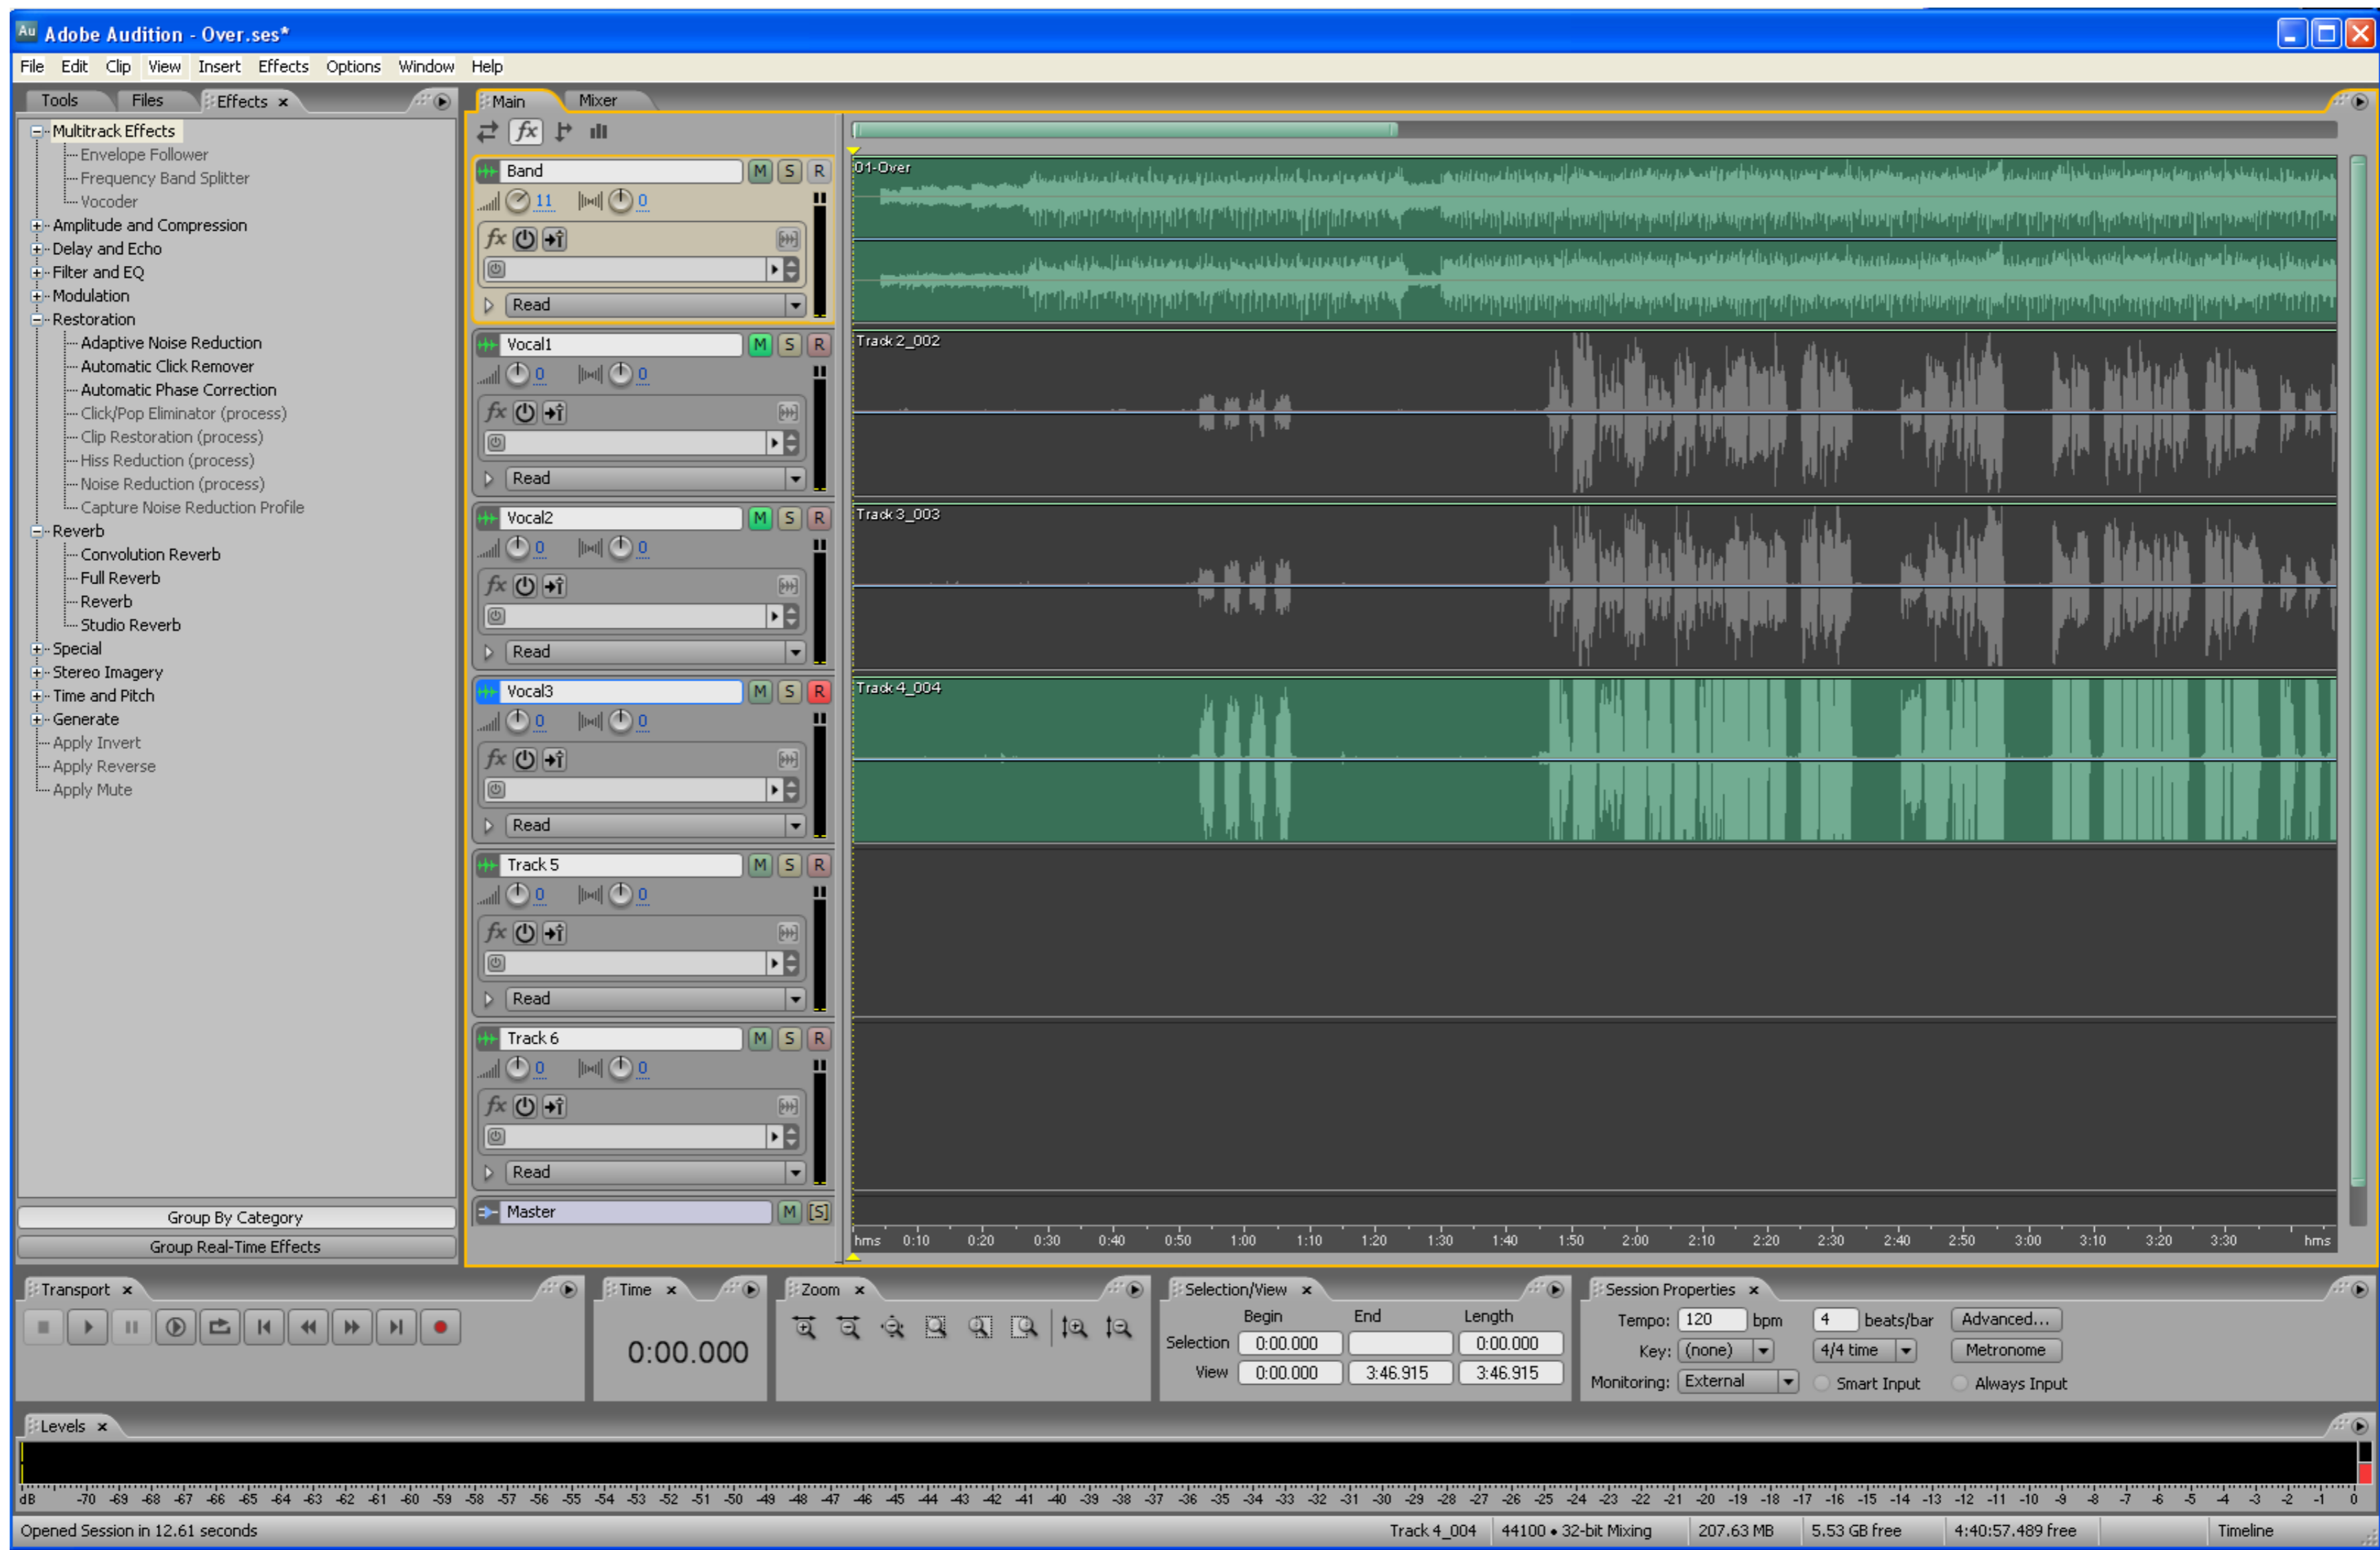 Au Adobe Audition - Over.ses*
File Edit Clip View Insert Effects Options Window Help
Tools Files Effects x
Multitrack Effects
Envelope Follower
Frequency Band Splitter
Vocoder
Amplitude and Compression
Delay and Echo
Filter and EQ
Modulation
Restoration
Adaptive Noise Reduction
Automatic Click Remover
Automatic Phase Correction
Click/Pop Eliminator (process)
Clip Restoration (process)
Hiss Reduction (process)
Noise Reduction (process)
Capture Noise Reduction Profile
Reverb
Convolution Reverb
Full Reverb
Reverb
Studio Reverb
Special
Stereo Imagery
Time and Pitch
Generate
Apply Invert
Apply Reverse
Apply Mute
Group By Category
Group Real-Time Effects
Main Mixer
fx
Band M S R
11 0
fx
Read
01-Over
Vocal1 M S R
0 0
fx
Read
Track 2_002
Vocal2 M S R
0 0
fx
Read
Track 3_003
Vocal3 M S R
0 0
fx
Read
Track 4_004
Track 5 M S R
0 0
fx
Read
Track 6 M S R
0 0
fx
Read
Master M [S]
hms 0:10 0:20 0:30 0:40 0:50 1:00 1:10 1:20 1:30 1:40 1:50 2:00 2:10 2:20 2:30 2:40 2:50 3:00 3:10 3:20 3:30 hms
Transport x
Time x
0:00.000
Zoom x
Selection/View x
Begin End Length
Selection 0:00.000 0:00.000
View 0:00.000 3:46.915 3:46.915
Session Properties x
Tempo: 120 bpm 4 beats/bar Advanced...
Key: (none) 4/4 time Metronome
Monitoring: External Smart Input Always Input
Levels x
dB -70 -69 -68 -67 -66 -65 -64 -63 -62 -61 -60 -59 -58 -57 -56 -55 -54 -53 -52 -51 -50 -49 -48 -47 -46 -45 -44 -43 -42 -41 -40 -39 -38 -37 -36 -35 -34 -33 -32 -31 -30 -29 -28 -27 -26 -25 -24 -23 -22 -21 -20 -19 -18 -17 -16 -15 -14 -13 -12 -11 -10 -9 -8 -7 -6 -5 -4 -3 -2 -1 0
Opened Session in 12.61 seconds Track 4_004 44100 • 32-bit Mixing 207.63 MB 5.53 GB free 4:40:57.489 free Timeline